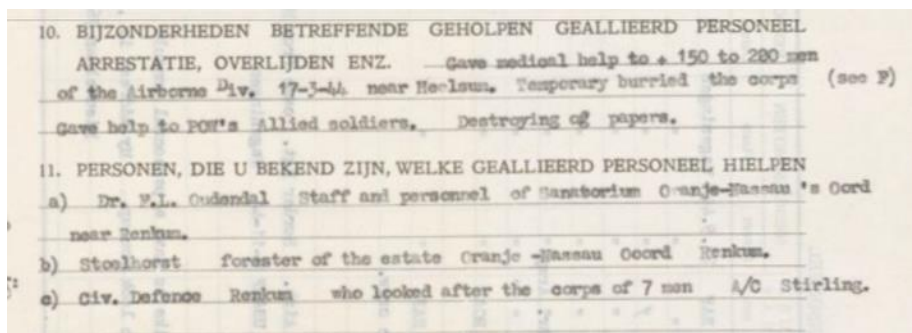 10. BIJZONDERHEDEN BETREFFENDE GEHOLPEN GEALLIEERD PERSONEEL
ARRESTATIE, OVERLIJDEN ENZ. Gave medical help to + 150 to 200 men
of the Airborne Div. 17-3-44 near Heelsum. Temporary burried the corps (see F)
Gave help to POW's Allied soldiers. Destroying of papers.
11. PERSONEN, DIE U BEKEND ZIJN, WELKE GEALLIEERD PERSONEEL HIELPEN
a) Dr. Oudendal Staff and personnel of Sanatorium Oranje-Nassau 's Oord
near Renkum.
b) Stoelhorst forester of the estate Oranje -Nassau Ooord Renkum.
c) Civ. Defence Renkum who looked after the corps of 7 men A/C Stirling.